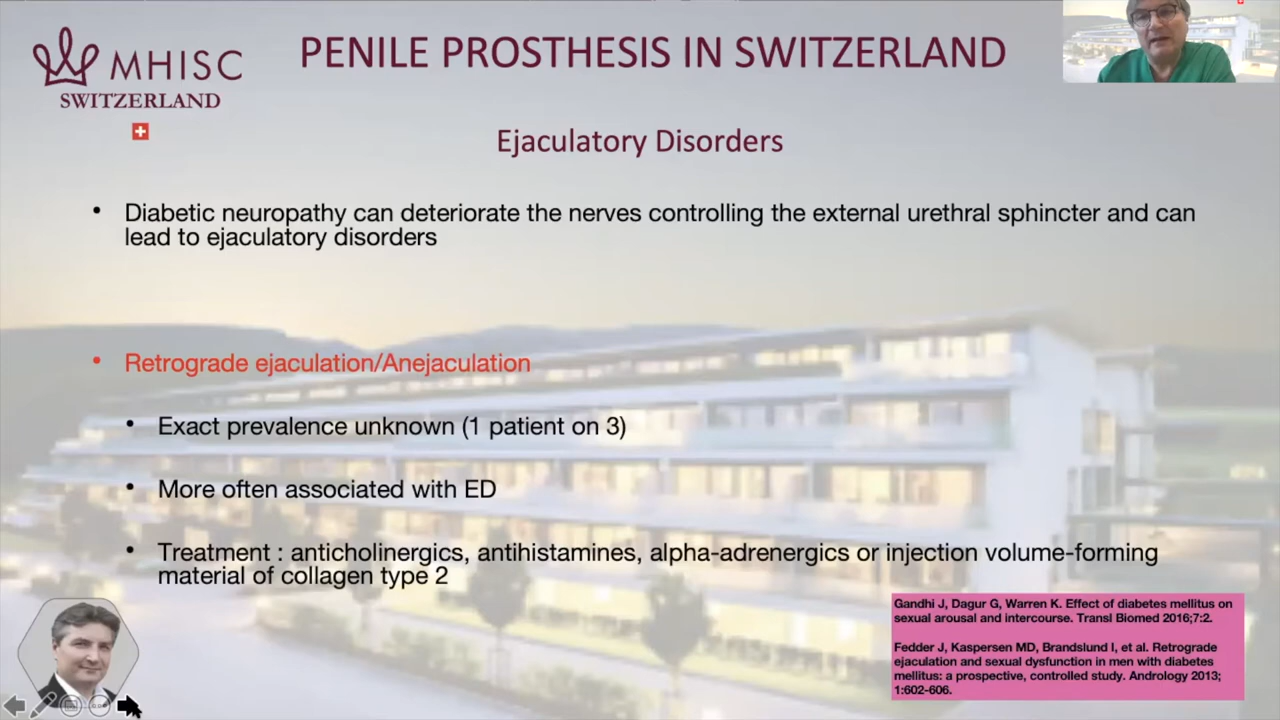 MHISC
SWITZERLAND
PENILE PROSTHESIS IN SWITZERLAND
Ejaculatory Disorders
• Diabetic neuropathy can deteriorate the nerves controlling the external urethral sphincter and can
lead to ejaculatory disorders
• Retrograde ejaculation/Anejaculation
• Exact prevalence unknown (1 patient on 3)
• More often associated with ED
• Treatment : anticholinergics, antihistamines, alpha-adrenergics or injection volume-forming
material of collagen type 2
Gandhi J, Dagur G, Warren K. Effect of diabetes mellitus on
sexual arousal and intercourse. Transl Biomed 2016;7:2.
Fedder J, Kaspersen MD, Brandslund I, et al. Retrograde
ejaculation and sexual dysfunction in men with diabetes
mellitus: a prospective, controlled study. Andrology 2013;
1:602-606.